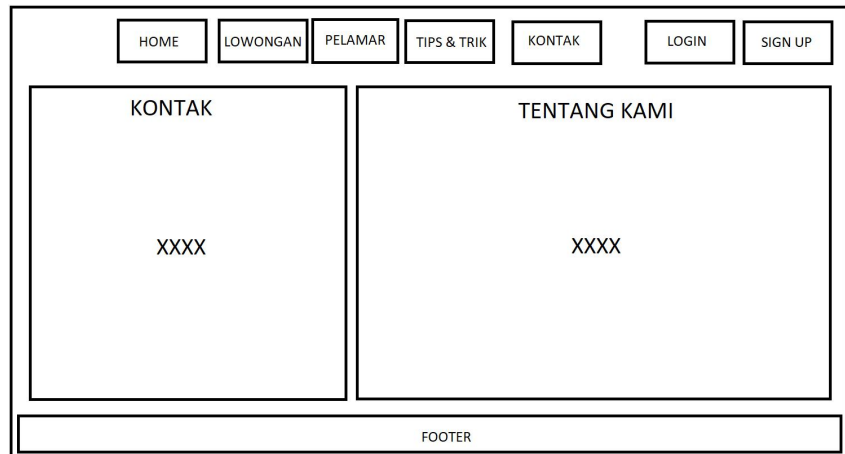 HOME LOWONGAN PELAMAR TIPS & TRIK KONTAK LOGIN SIGN UP
KONTAK
XXXX
TENTANG KAMI
XXXX
FOOTER